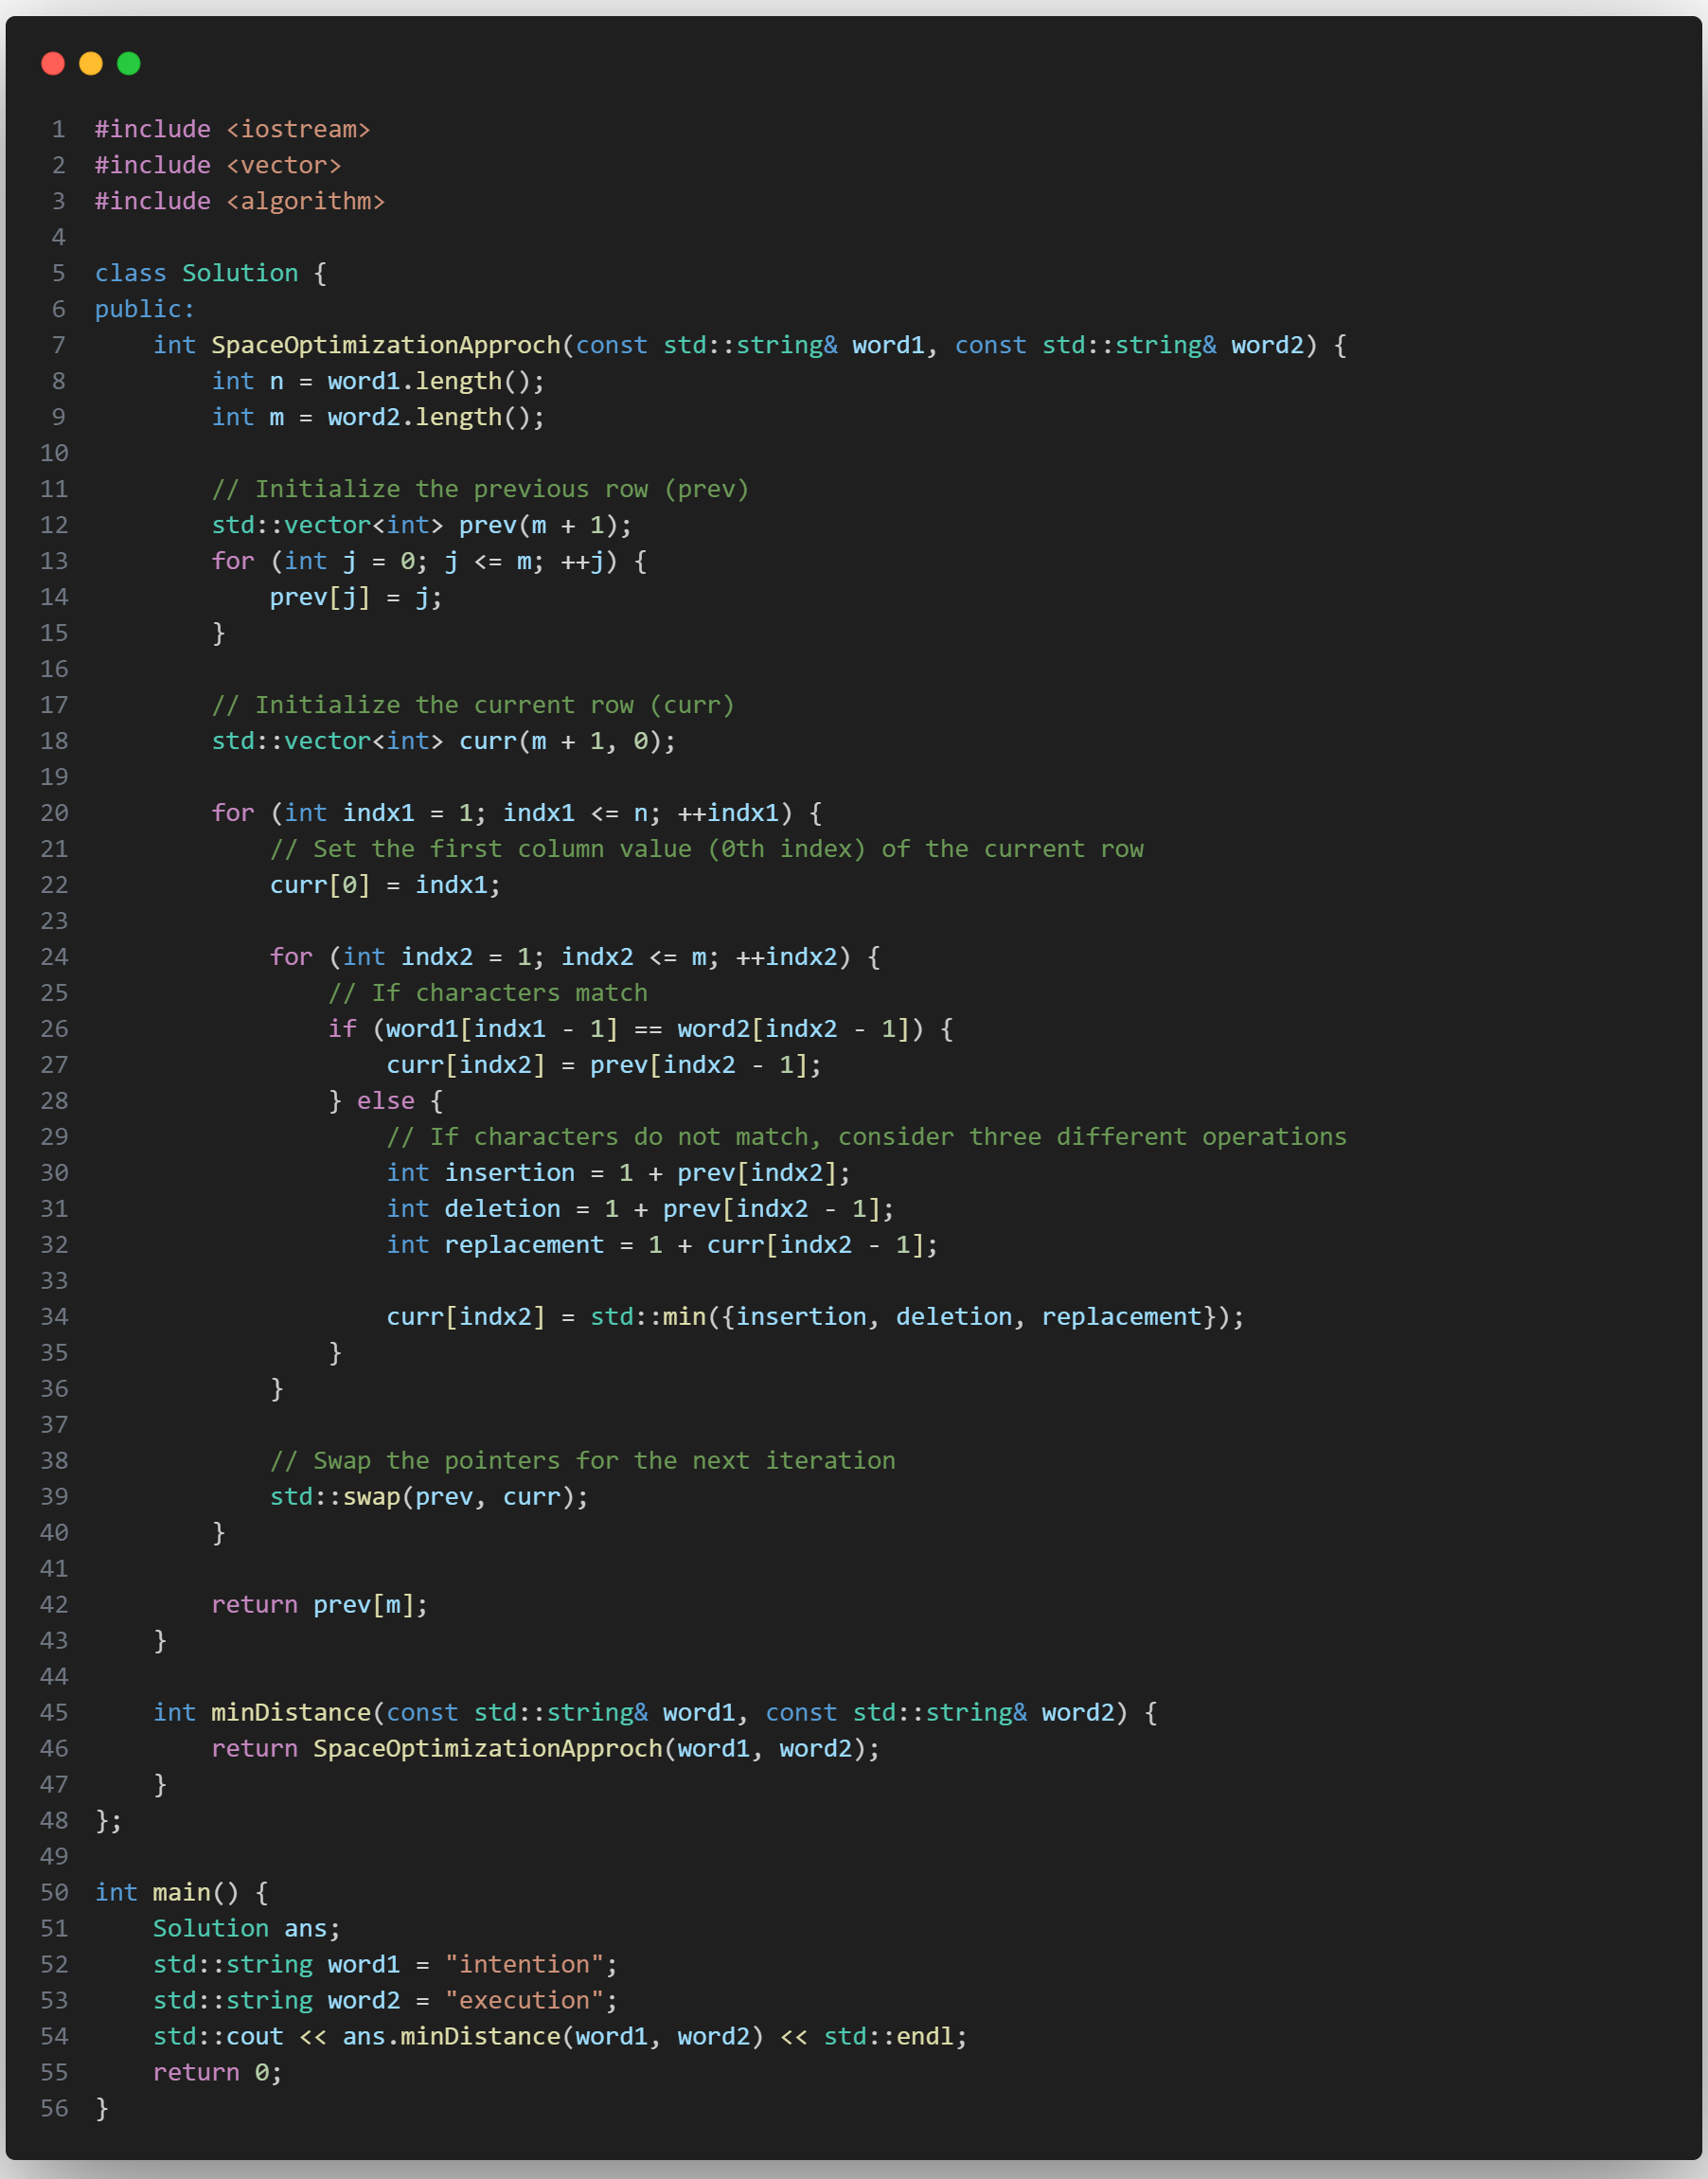 1 #include <iostream>
2 #include <vector>
3 #include <algorithm>
4
5 class Solution {
6 public:
7     int SpaceOptimizationApproch(const std::string& word1, const std::string& word2) {
8         int n = word1.length();
9         int m = word2.length();
10
11         // Initialize the previous row (prev)
12         std::vector<int> prev(m + 1);
13         for (int j = 0; j <= m; ++j) {
14             prev[j] = j;
15         }
16
17         // Initialize the current row (curr)
18         std::vector<int> curr(m + 1, 0);
19
20         for (int indx1 = 1; indx1 <= n; ++indx1) {
21             // Set the first column value (0th index) of the current row
22             curr[0] = indx1;
23
24             for (int indx2 = 1; indx2 <= m; ++indx2) {
25                 // If characters match
26                 if (word1[indx1 - 1] == word2[indx2 - 1]) {
27                     curr[indx2] = prev[indx2 - 1];
28                 } else {
29                     // If characters do not match, consider three different operations
30                     int insertion = 1 + prev[indx2];
31                     int deletion = 1 + prev[indx2 - 1];
32                     int replacement = 1 + curr[indx2 - 1];
33
34                     curr[indx2] = std::min({insertion, deletion, replacement});
35                 }
36             }
37
38             // Swap the pointers for the next iteration
39             std::swap(prev, curr);
40         }
41
42         return prev[m];
43     }
44
45     int minDistance(const std::string& word1, const std::string& word2) {
46         return SpaceOptimizationApproch(word1, word2);
47     }
48 };
49
50 int main() {
51     Solution ans;
52     std::string word1 = "intention";
53     std::string word2 = "execution";
54     std::cout << ans.minDistance(word1, word2) << std::endl;
55     return 0;
56 }